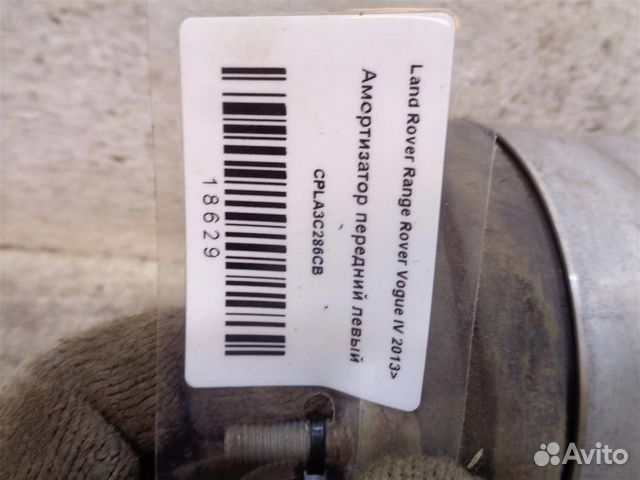 Land Rover Range Rover Vogue IV 2013>
Амортизатор передний левый
CPLA3C286CB
18629
Avito